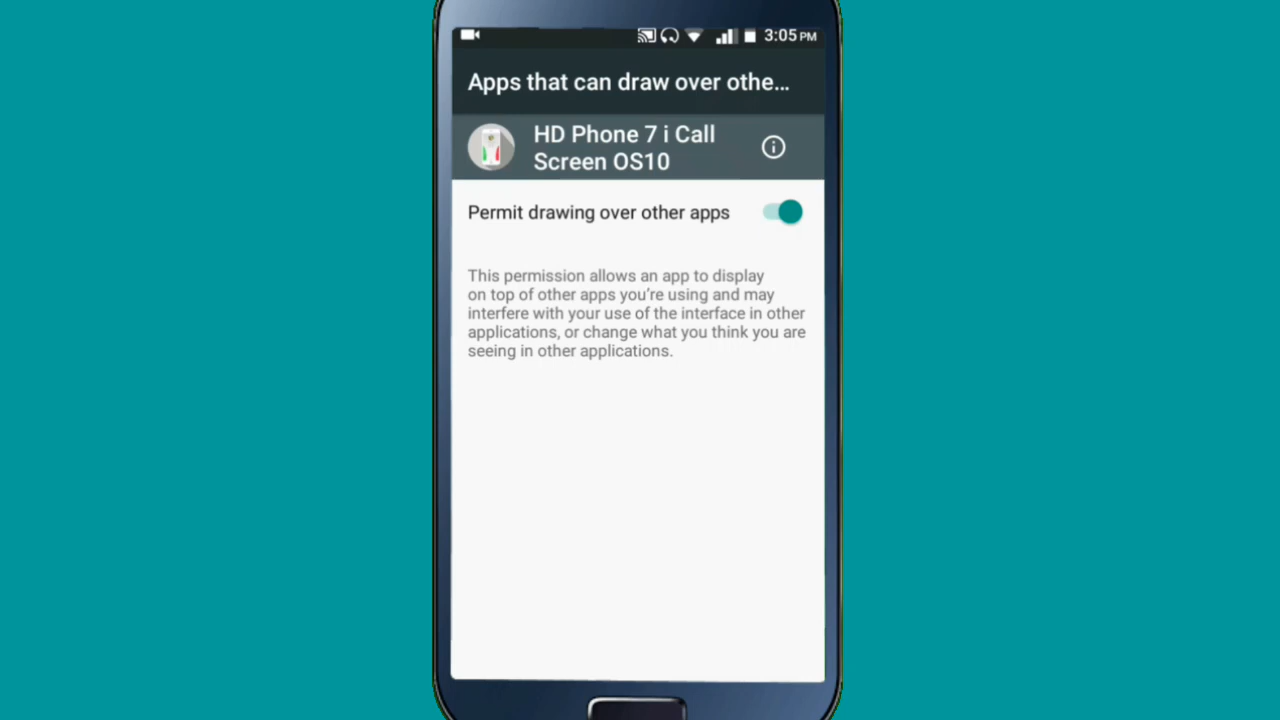 3:05 PM
Apps that can draw over othe...
HD Phone 7 i Call
Screen OS10
Permit drawing over other apps
This permission allows an app to display
on top of other apps you're using and may
interfere with your use of the interface in other
applications, or change what you think you are
seeing in other applications.